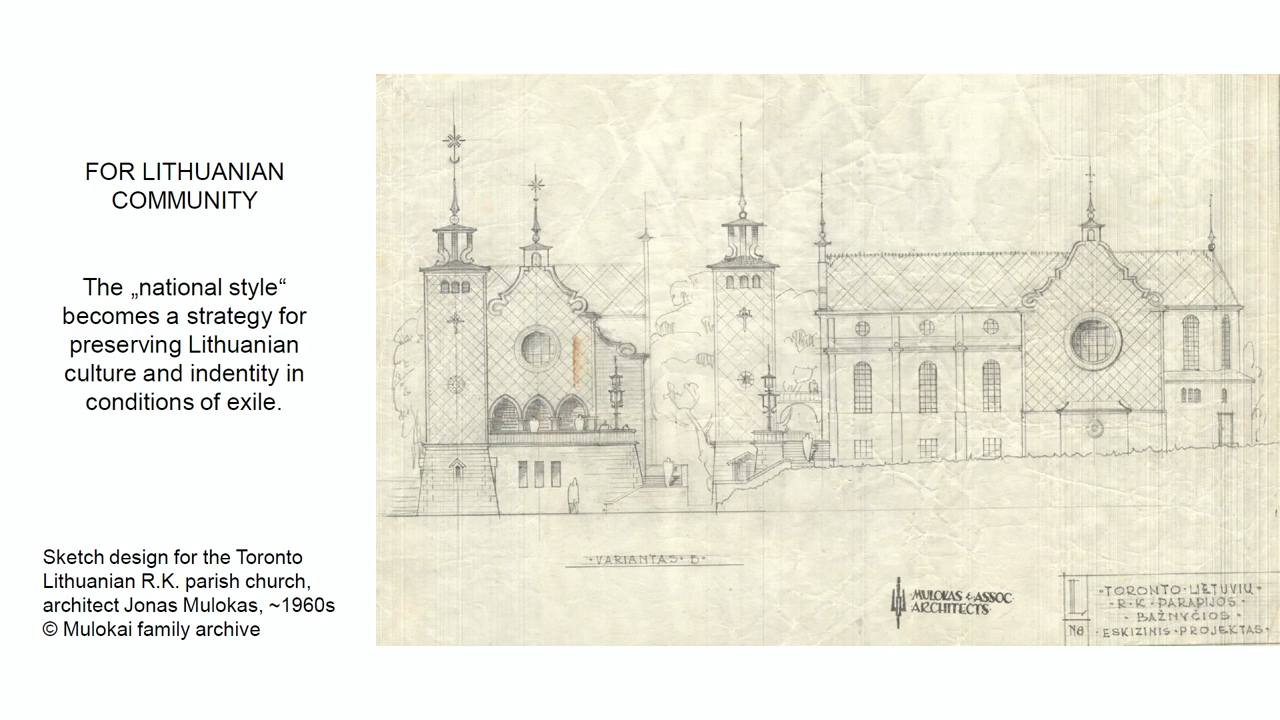 FOR LITHUANIAN
COMMUNITY
The „national style“
becomes a strategy for
preserving Lithuanian
culture and indentity in
conditions of exile.
Sketch design for the Toronto
Lithuanian R.K. parish church,
architect Jonas Mulokas, ~1960s
© Mulokai family archive
·VARIANTAS· B·
MULOKAS & ASSOC
ARCHITECTS·
L
·TORONTO·LIETUVIŲ·
·R·K·PARAPIJOS·
·BAŽNYČIOS·
N8
·ESKIZINIS·PROJEKTAS·